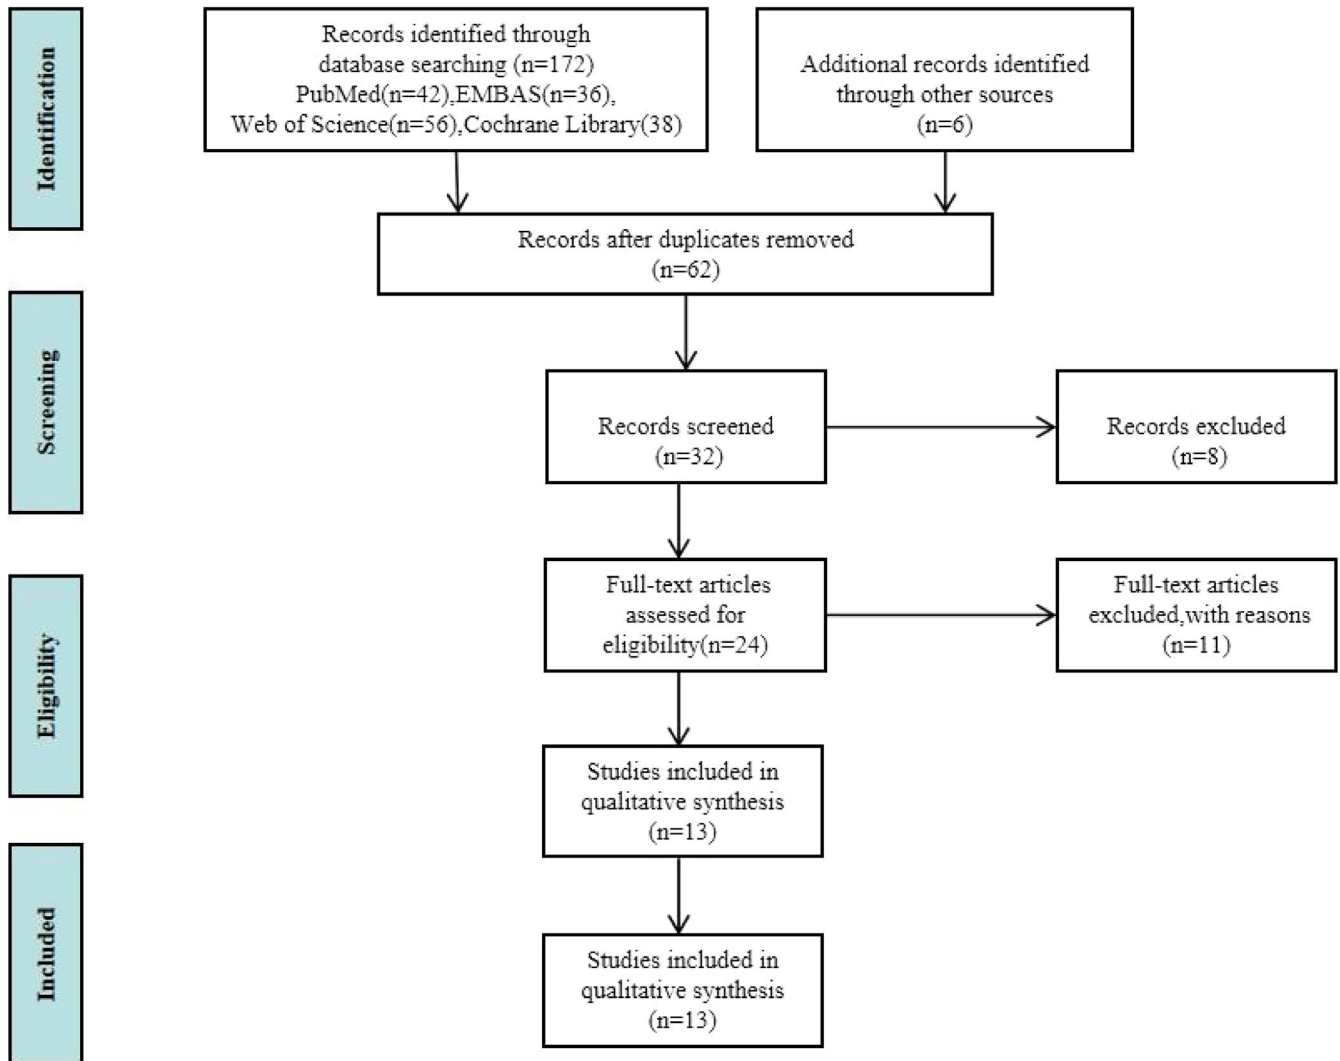 Identification
Records identified through
database searching (n=172)
PubMed(n=42),EMBAS(n=36),
Web of Science(n=56),Cochrane Library(38)
Additional records identified
through other sources
(n=6)
Records after duplicates removed
(n=62)
Screening
Records screened
(n=32)
Records excluded
(n=8)
Eligibility
Full-text articles
assessed for
eligibility(n=24)
Full-text articles
excluded,with reasons
(n=11)
Studies included in
qualitative synthesis
(n=13)
Included
Studies included in
qualitative synthesis
(n=13)